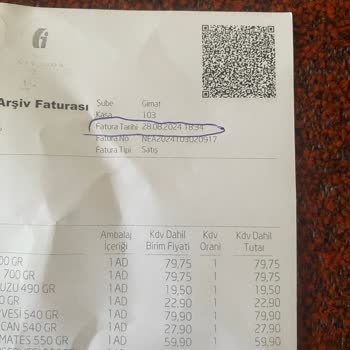 Arşiv Faturası
Şube Gimat
Kasa 103
Fatura Tarihi 28.08.2024 18:34
Fatura No NEA2024103020917
Fatura Tipi Satış
Ambalaj İçeriği Kdv Dahil Birim Fiyatı Kdv Oranı Kdv Dahil Tutar
00 GR 1 AD 79,75 1 79,75
700 GR 1 AD 79,75 1 79,75
UZU 490 GR 1 AD 19,50 1 19,50
0 GR 1 AD 22,90 1 22,90
VESİ 540 GR 1 AD 79,90 1 79,90
CAN 540 GR 1 AD 27,90 1 27,90
MATES 550 GR 1 AD 59,90 1 59,90